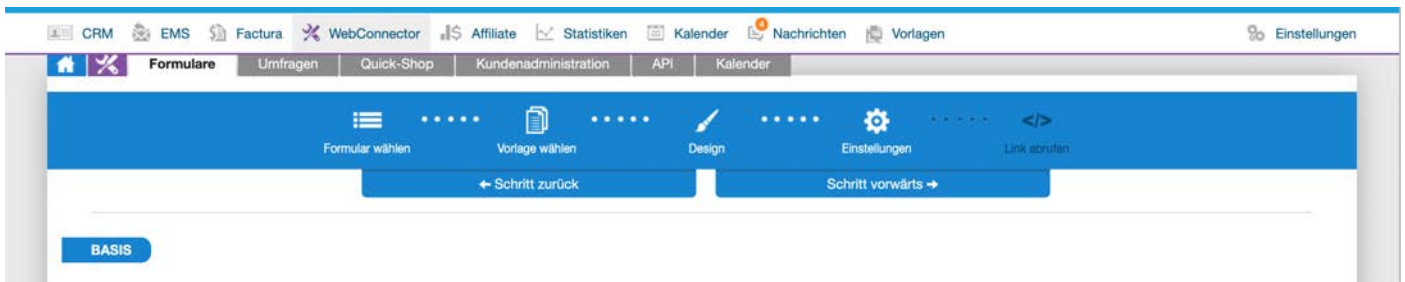 CRM EMS Factura WebConnector Affiliate Statistiken Kalender 4 Nachrichten Vorlagen Einstellungen
Formulare Umfragen Quick-Shop Kundenadministration API Kalender
</>
Formular wählen Vorlage wählen Design Einstellungen Link abrufen
← Schritt zurück Schritt vorwärts →
BASIS